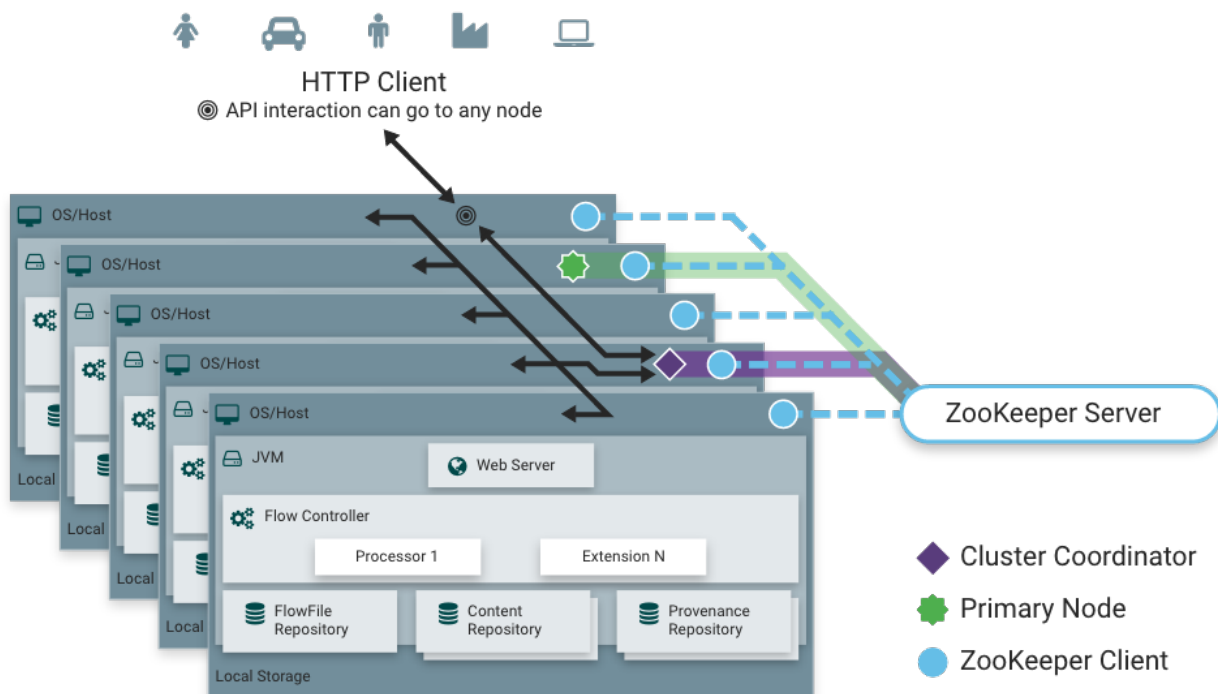 HTTP Client
API interaction can go to any node
OS/Host
OS/Host
OS/Host
OS/Host
OS/Host
ZooKeeper Server
JVM
Web Server
Flow Controller
Processor 1
Extension N
FlowFile
Repository
Content
Repository
Provenance
Repository
Local
Local
Local
Local
Local Storage
Cluster Coordinator
Primary Node
ZooKeeper Client